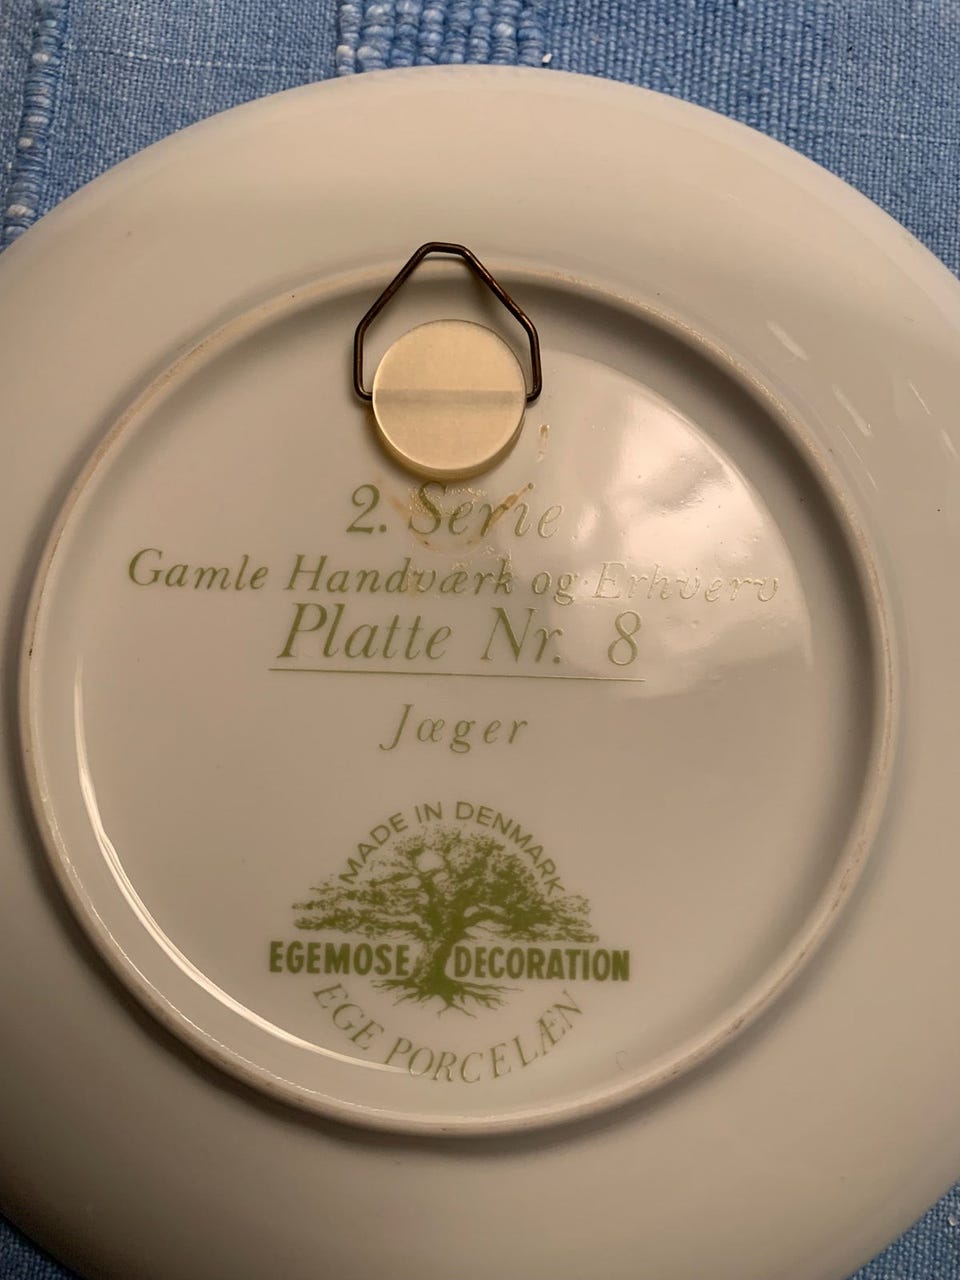 2. Serie
Gamle Handværk og Erhverv
Platte Nr. 8
Jæger
MADE IN DENMARK
EGEMOSE DECORATION
EGE PORCELÆN